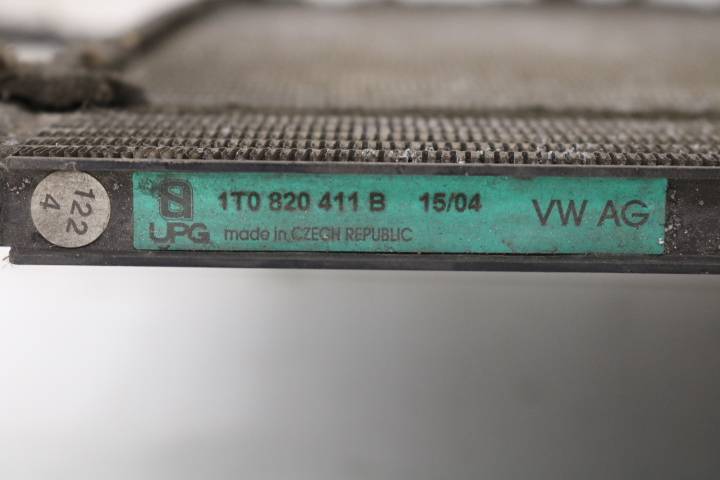 122
4
1T0 820 411 B 15/04 VW AG
UPG made in CZECH REPUBLIC